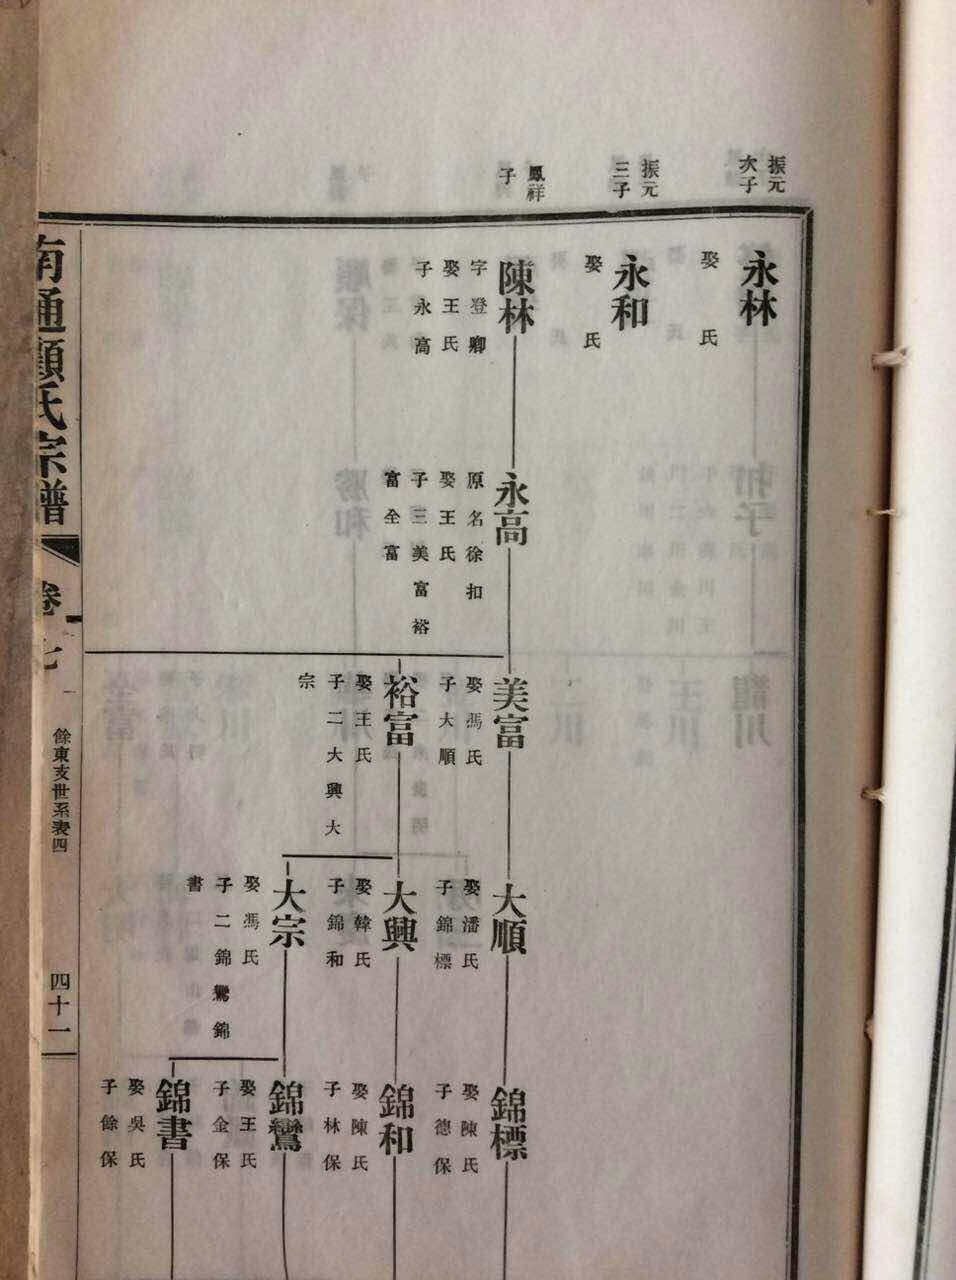 振元
次子
永林
娶 氏
振元
三子
永和
娶 氏
鳳祥
子
陳林
字登卿
娶王氏
子永高
永高
原名徐扣
娶王氏
子三美富裕
富全富
美富
娶馮氏
子大順
裕富
娶王氏
子二大興大
宗
大順
娶潘氏
子錦標
大興
娶韓氏
子錦和
大宗
娶馮氏
子二錦鸞錦
書
錦標
娶陳氏
子德保
錦和
娶陳氏
子林保
錦鸞
娶王氏
子金保
錦書
娶吳氏
子餘保
南通顧氏宗譜
卷七
餘東支世系表四
四十一